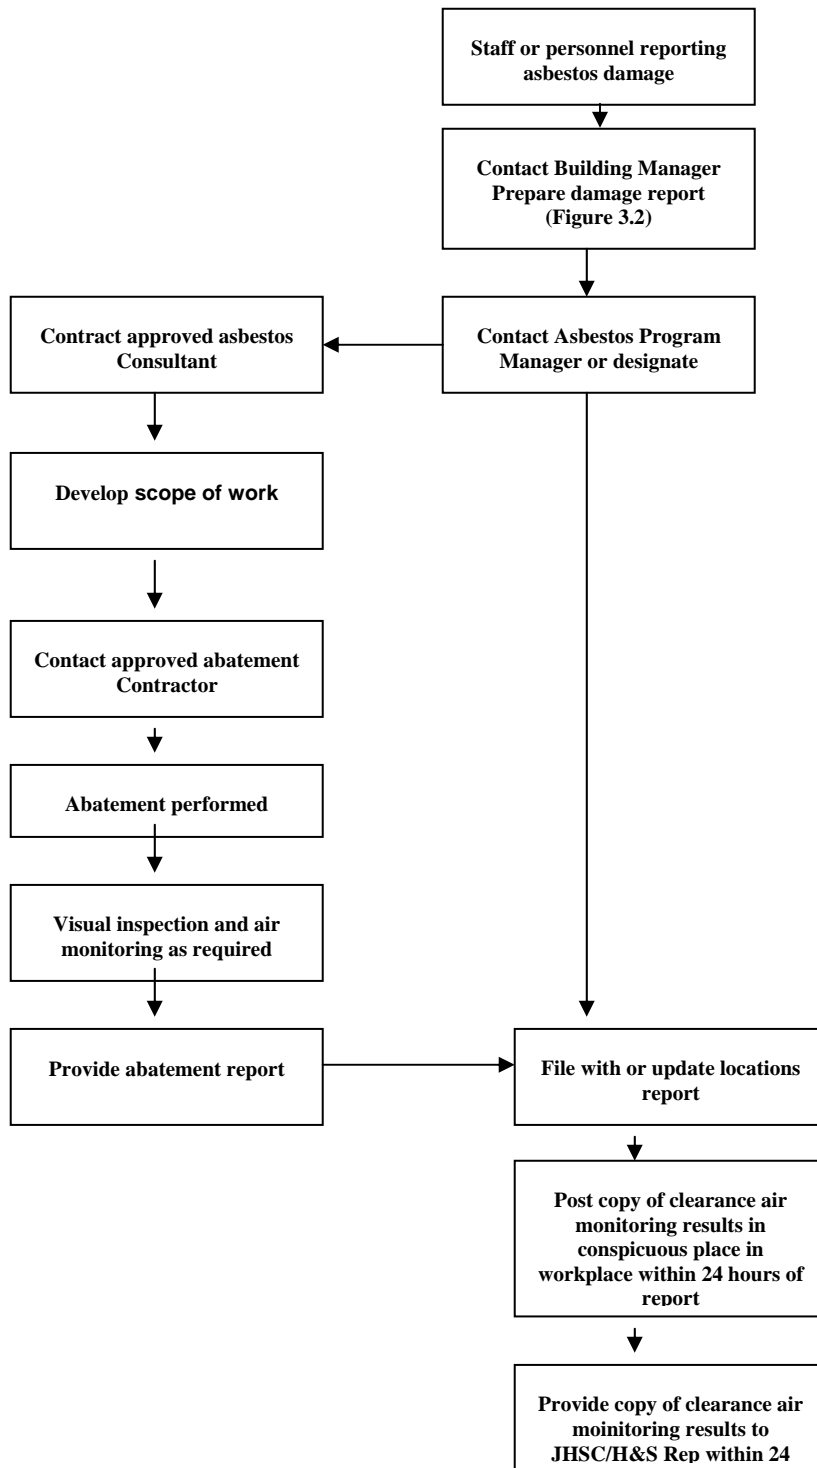 Staff or personnel reporting
asbestos damage
Contact Building Manager
Prepare damage report
(Figure 3.2)
Contact Asbestos Program
Manager or designate
Contract approved asbestos
Consultant
Develop scope of work
Contact approved abatement
Contractor
Abatement performed
Visual inspection and air
monitoring as required
Provide abatement report
File with or update locations
report
Post copy of clearance air
monitoring results in
conspicuous place in
workplace within 24 hours of
report
Provide copy of clearance air
moinitoring results to
JHSC/H&S Rep within 24